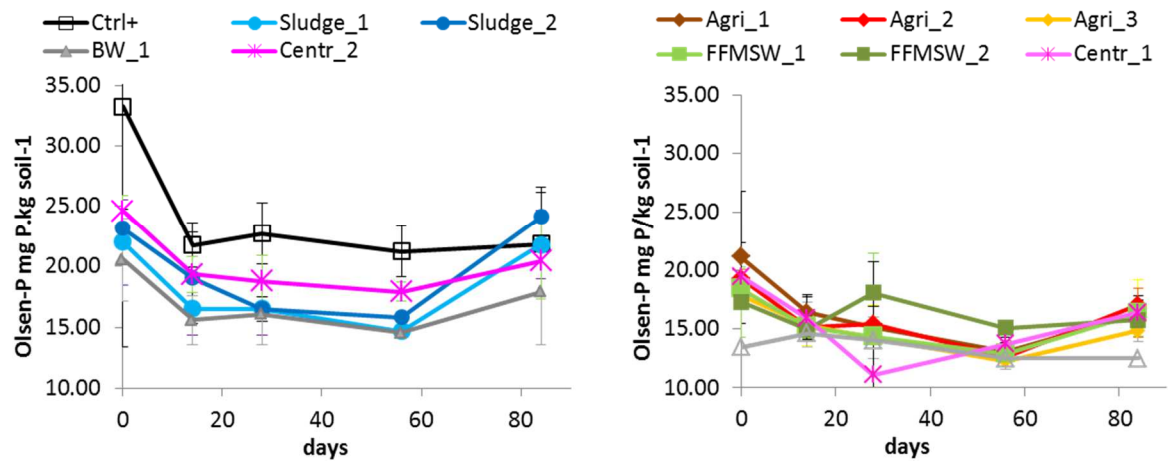 Ctrl+ Sludge_1 Sludge_2
BW_1 Centr_2
35.00
30.00
25.00
20.00
15.00
10.00
Olsen-P mg P.kg soil-1
0 20 40 60 80
days
Agri_1 Agri_2 Agri_3
FFMSW_1 FFMSW_2 Centr_1
35.00
30.00
25.00
20.00
15.00
10.00
Olsen-P mg P/kg soil-1
0 20 40 60 80
days